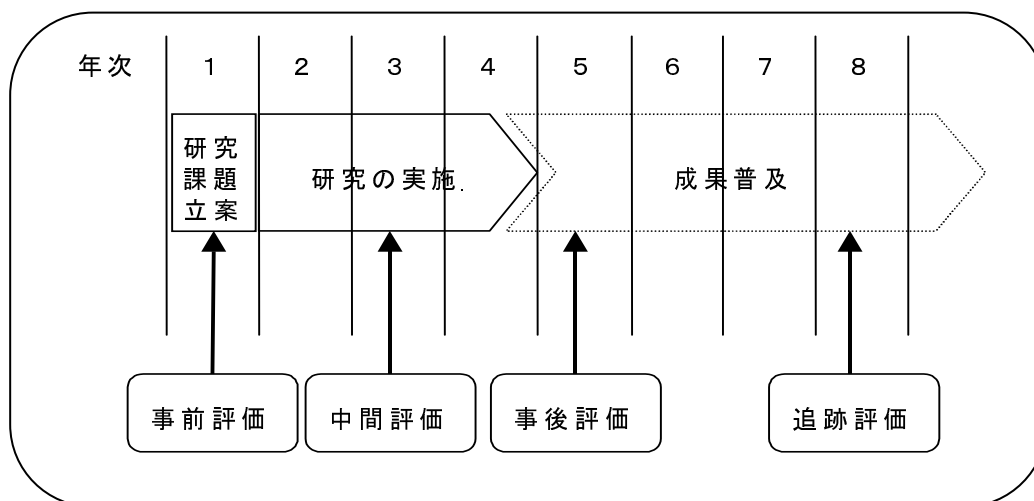 年次 1 2 3 4 5 6 7 8
研究
課題
立案
研究の実施.
成果普及
事前評価 中間評価 事後評価 追跡評価